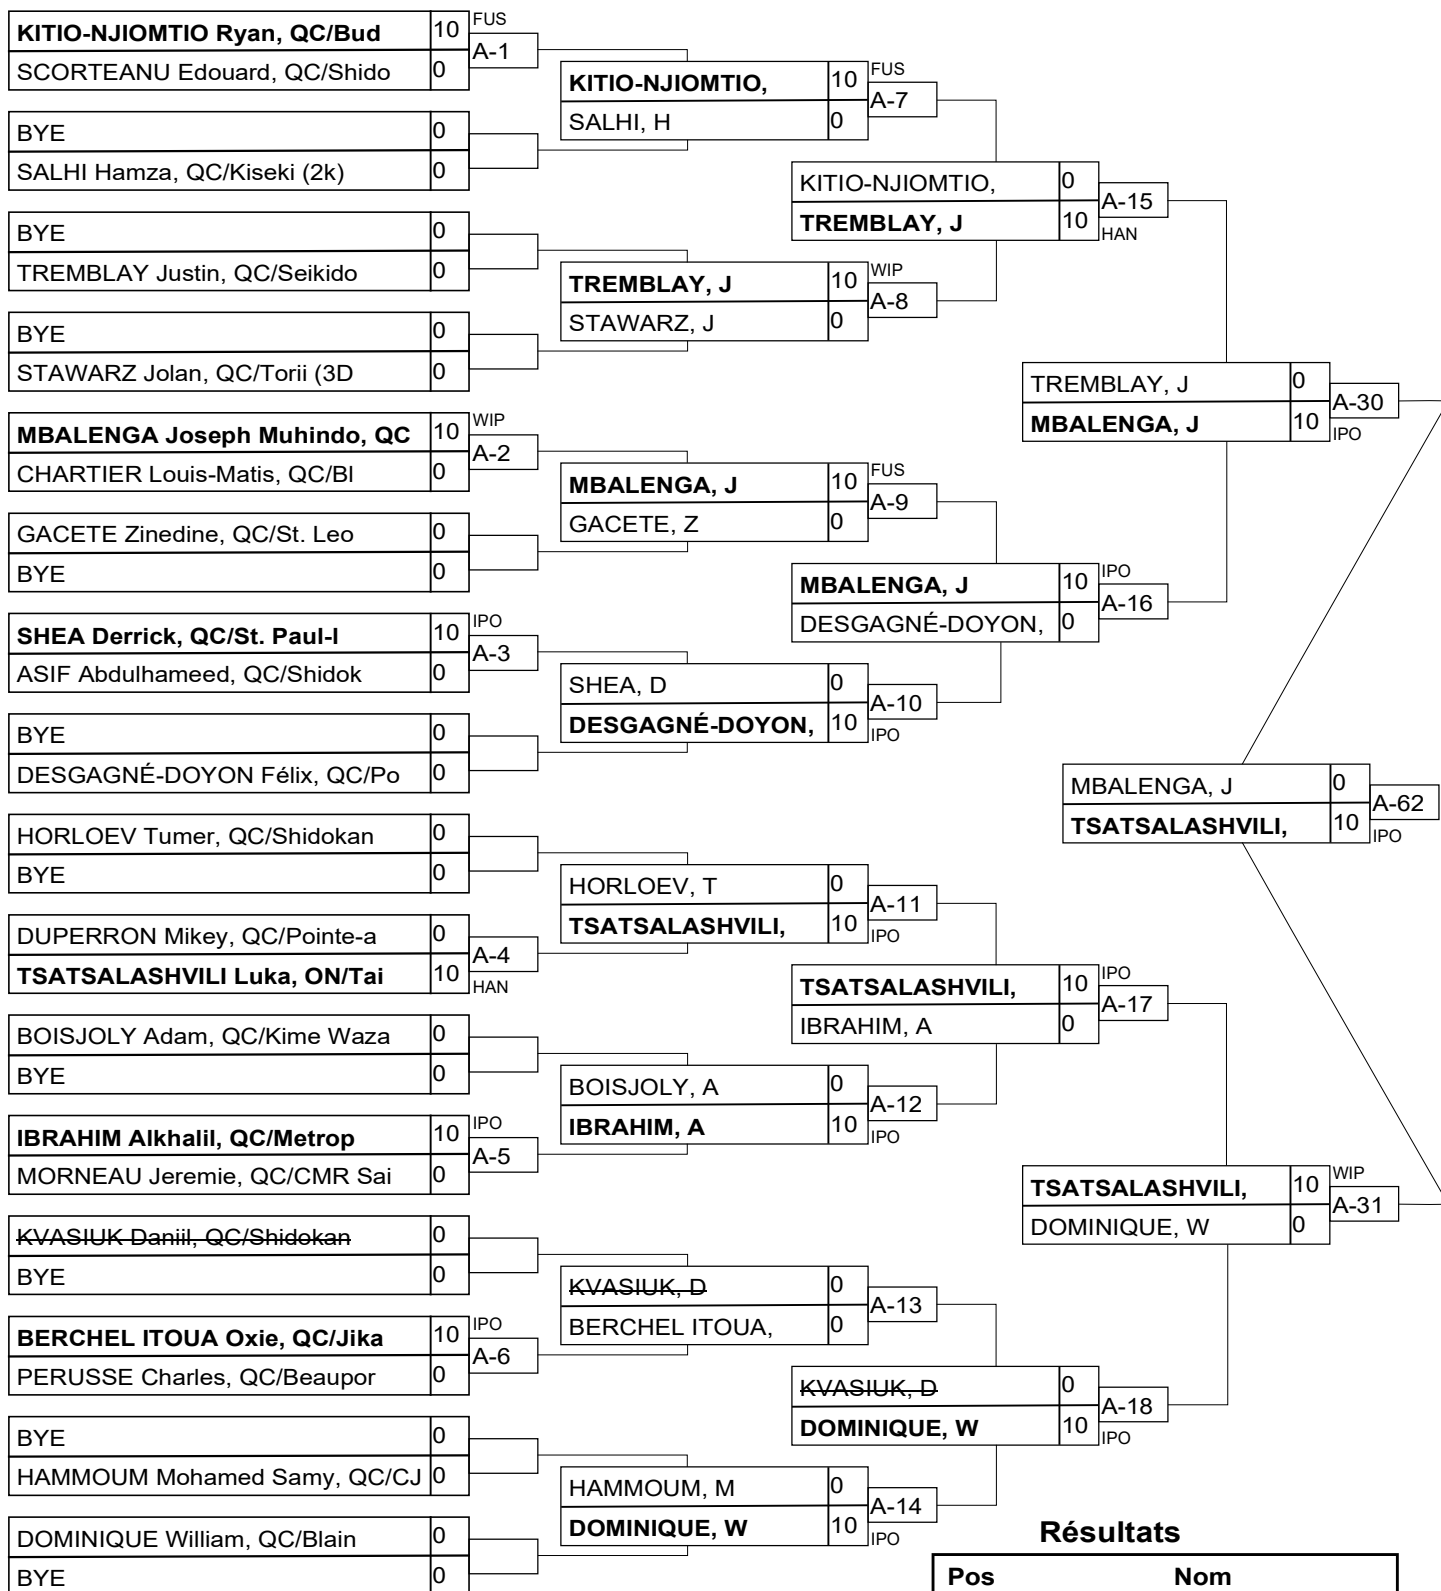 KITIO-NJIOMTIO Ryan, QC/Bud 10 FUS
SCORTEANU Edouard, QC/Shido 0 A-1
BYE 0
SALHI Hamza, QC/Kiseki (2k) 0
BYE 0
TREMBLAY Justin, QC/Seikido 0
BYE 0
STAWARZ Jolan, QC/Torii (3D 0
MBALENGA Joseph Muhindo, QC 10 WIP
CHARTIER Louis-Matis, QC/Bl 0 A-2
GACETE Zinedine, QC/St. Leo 0
BYE 0
SHEA Derrick, QC/St. Paul-l 10 IPO
ASIF Abdulhameed, QC/Shidok 0 A-3
BYE 0
DESGAGNÉ-DOYON Félix, QC/Po 0
HORLOEV Tumer, QC/Shidokan 0
BYE 0
DUPERRON Mikey, QC/Pointe-a 0 A-4
TSATSALASHVILI Luka, ON/Tai 10 HAN
BOISJOLY Adam, QC/Kime Waza 0
BYE 0
IBRAHIM Alkhalil, QC/Metrop 10 IPO
MORNEAU Jeremie, QC/CMR Sai 0 A-5
KVASIUK Daniil, QC/Shidokan 0
BYE 0
BERCHEL ITOUA Oxie, QC/Jika 10 IPO
PERUSSE Charles, QC/Beaupor 0 A-6
BYE 0
HAMMOUM Mohamed Samy, QC/CJ 0
DOMINIQUE William, QC/Blain 0
BYE 0
KITIO-NJIOMTIO, 10 FUS
SALHI, H 0 A-7
TREMBLAY, J 10 WIP
STAWARZ, J 0 A-8
MBALENGA, J 10 FUS
GACETE, Z 0 A-9
SHEA, D 0 A-10
DESGAGNÉ-DOYON, 10 IPO
HORLOEV, T 0 A-11
TSATSALASHVILI, 10 IPO
BOISJOLY, A 0 A-12
IBRAHIM, A 10 IPO
KVASIUK, D 0 A-13
BERCHEL ITOUA, 0
HAMMOUM, M 0 A-14
DOMINIQUE, W 10 IPO
KITIO-NJIOMTIO, 0 A-15
TREMBLAY, J 10 HAN
MBALENGA, J 10 IPO
DESGAGNÉ-DOYON, 0 A-16
TSATSALASHVILI, 10 IPO
IBRAHIM, A 0 A-17
KVASIUK, D 0 A-18
DOMINIQUE, W 10 IPO
TREMBLAY, J 0 A-30
MBALENGA, J 10 IPO
TSATSALASHVILI, 10 WIP
DOMINIQUE, W 0 A-31
MBALENGA, J 0 A-62
TSATSALASHVILI, 10 IPO
Résultats
Pos Nom